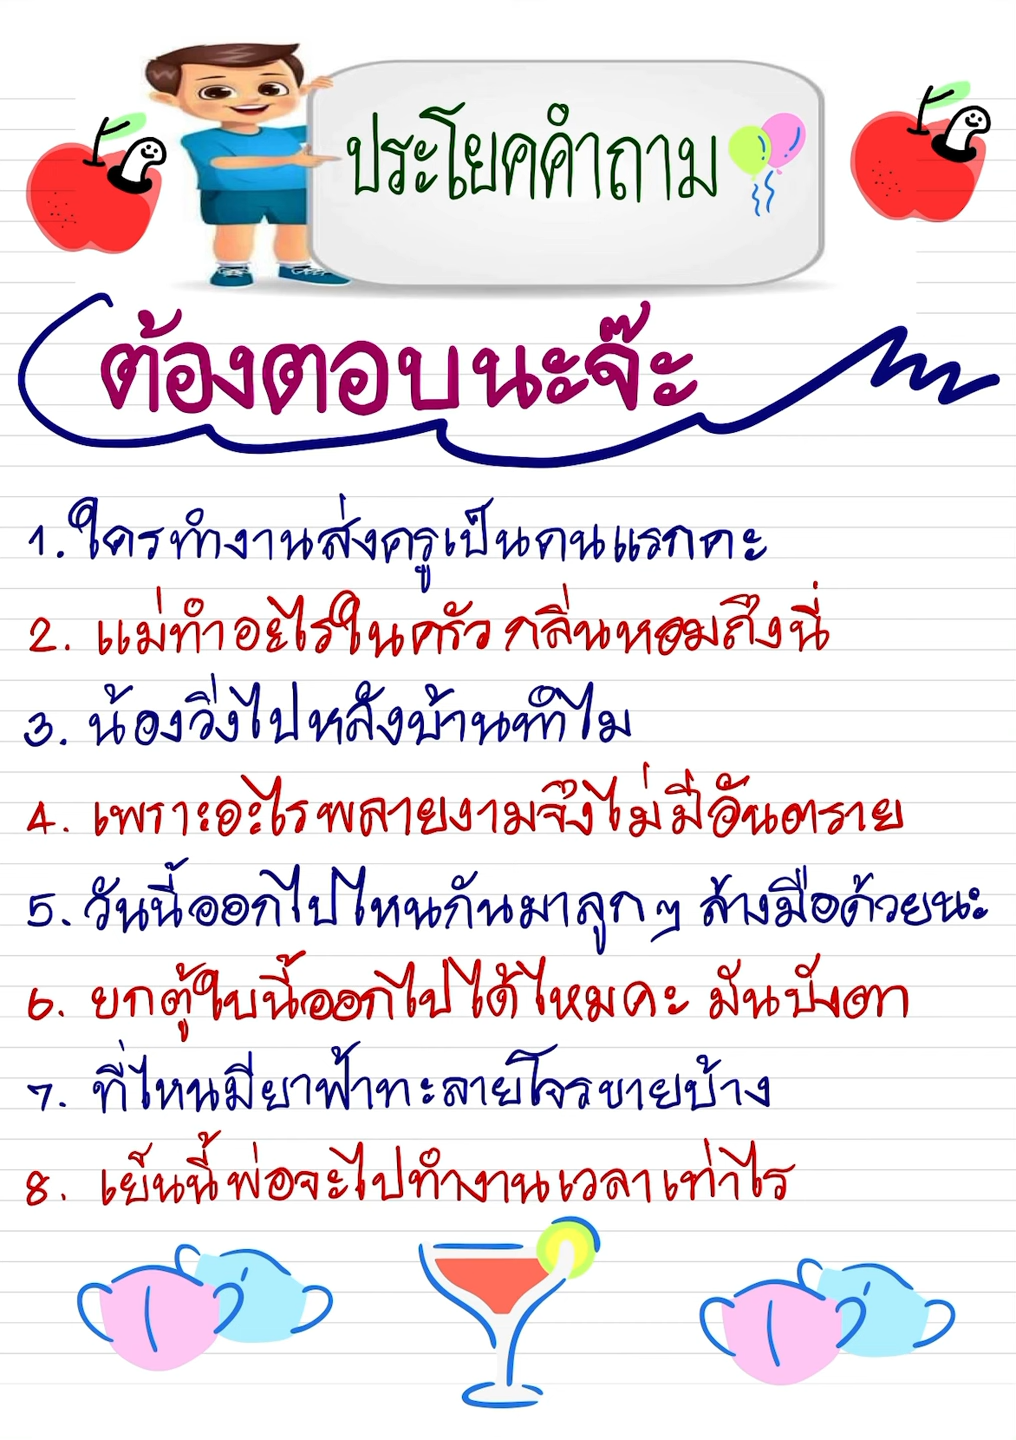 ประโยคคำถาม
ต้องตอบนะจ๊ะ
1. ใครทำงานส่งครูเป็นคนแรกคะ
2. แม่ทำอะไรในครัว กลิ่นหอมถึงนี่
3. น้องวิ่งไปหลังบ้านทำไม
4. เพราะอะไรพลายงามจึงไม่มีอันตราย
5. วันนี้ออกไปไหนกันมาลูก ๆ ล้างมือด้วยนะ
6. ยกตู้ใบนี้ออกไปได้ไหมคะ มันบังตา
7. ที่ไหนมียาฟ้าทะลายโจรขายบ้าง
8. เย็นนี้พ่อจะไปทำงานเวลาเท่าไร